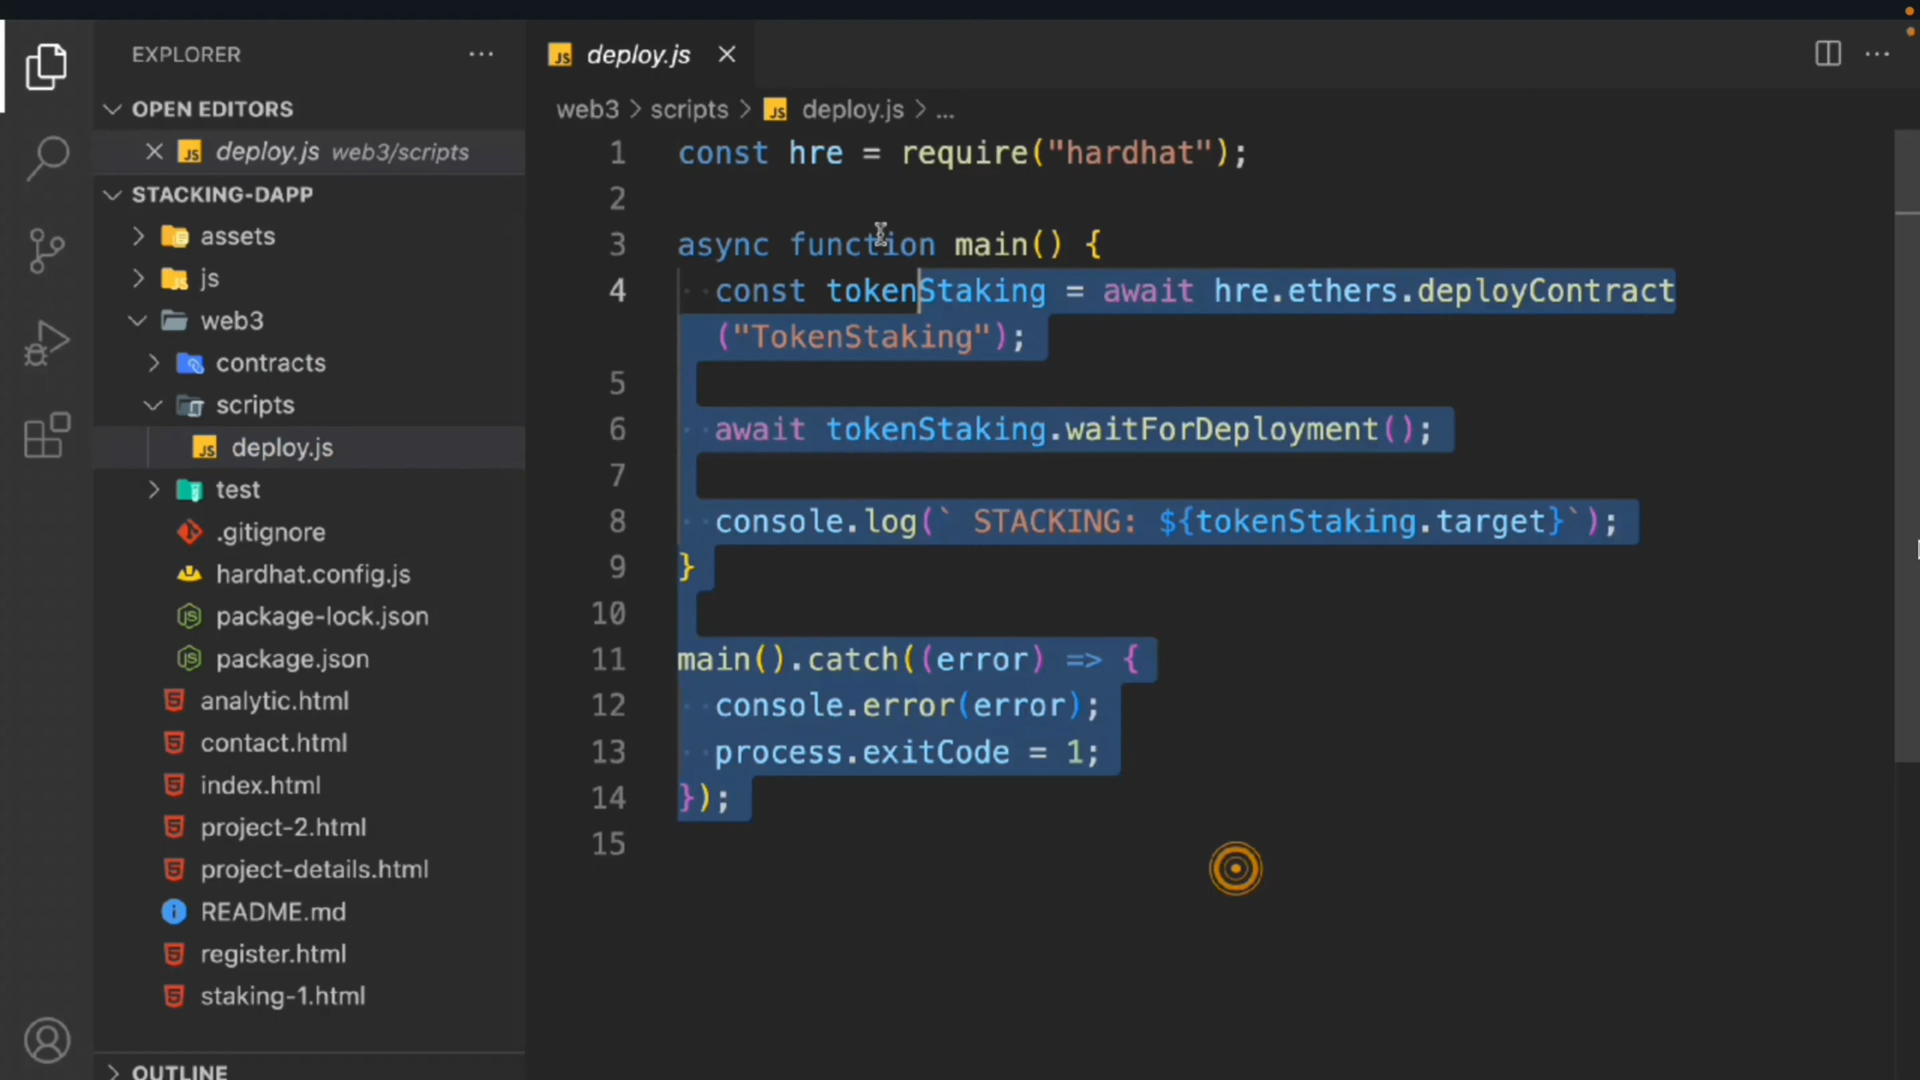 EXPLORER
OPEN EDITORS
deploy.js web3/scripts
STACKING-DAPP
assets
js
web3
contracts
scripts
deploy.js
test
.gitignore
hardhat.config.js
package-lock.json
package.json
analytic.html
contact.html
index.html
project-2.html
project-details.html
README.md
register.html
staking-1.html
OUTLINE
JS deploy.js
web3 > scripts > JS deploy.js > ...
1 const hre = require("hardhat");
2
3 async function main() {
4 const tokenStaking = await hre.ethers.deployContract
("TokenStaking");
5
6 await tokenStaking.waitForDeployment();
7
8 console.log(` STACKING: ${tokenStaking.target}`);
9 }
10
11 main().catch((error) => {
12 console.error(error);
13 process.exitCode = 1;
14 });
15